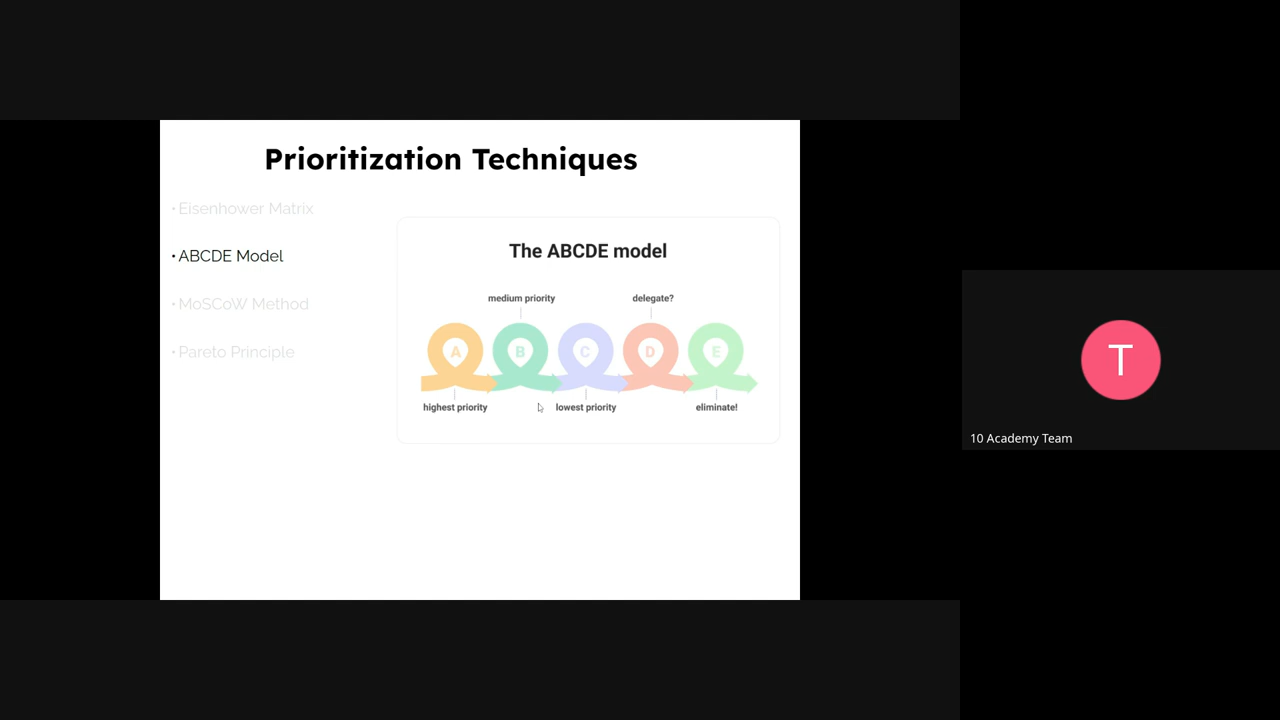 Prioritization Techniques
• Eisenhower Matrix
• ABCDE Model
• MoSCoW Method
• Pareto Principle
The ABCDE model
medium priority
delegate?
A
B
C
D
E
highest priority
lowest priority
eliminate!
T
10 Academy Team